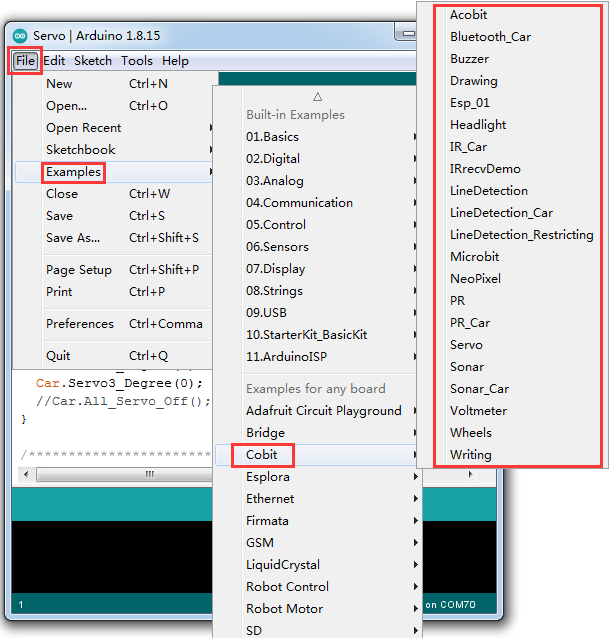 Servo | Arduino 1.8.15
File Edit Sketch Tools Help
New Ctrl+N
Open... Ctrl+O
Open Recent
Sketchbook
Examples
Close Ctrl+W
Save Ctrl+S
Save As... Ctrl+Shift+S
Page Setup Ctrl+Shift+P
Print Ctrl+P
Preferences Ctrl+Comma
Quit Ctrl+Q
Car.Servo3_Degree(0);
//Car.All_Servo_Off();
}
/*************************
1
on COM70
Built-in Examples
01.Basics
02.Digital
03.Analog
04.Communication
05.Control
06.Sensors
07.Display
08.Strings
09.USB
10.StarterKit_BasicKit
11.ArduinoISP
Examples for any board
Adafruit Circuit Playground
Bridge
Cobit
Esplora
Ethernet
Firmata
GSM
LiquidCrystal
Robot Control
Robot Motor
SD
Acobit
Bluetooth_Car
Buzzer
Drawing
Esp_01
Headlight
IR_Car
IRrecvDemo
LineDetection
LineDetection_Car
LineDetection_Restricting
Microbit
NeoPixel
PR
PR_Car
Servo
Sonar
Sonar_Car
Voltmeter
Wheels
Writing